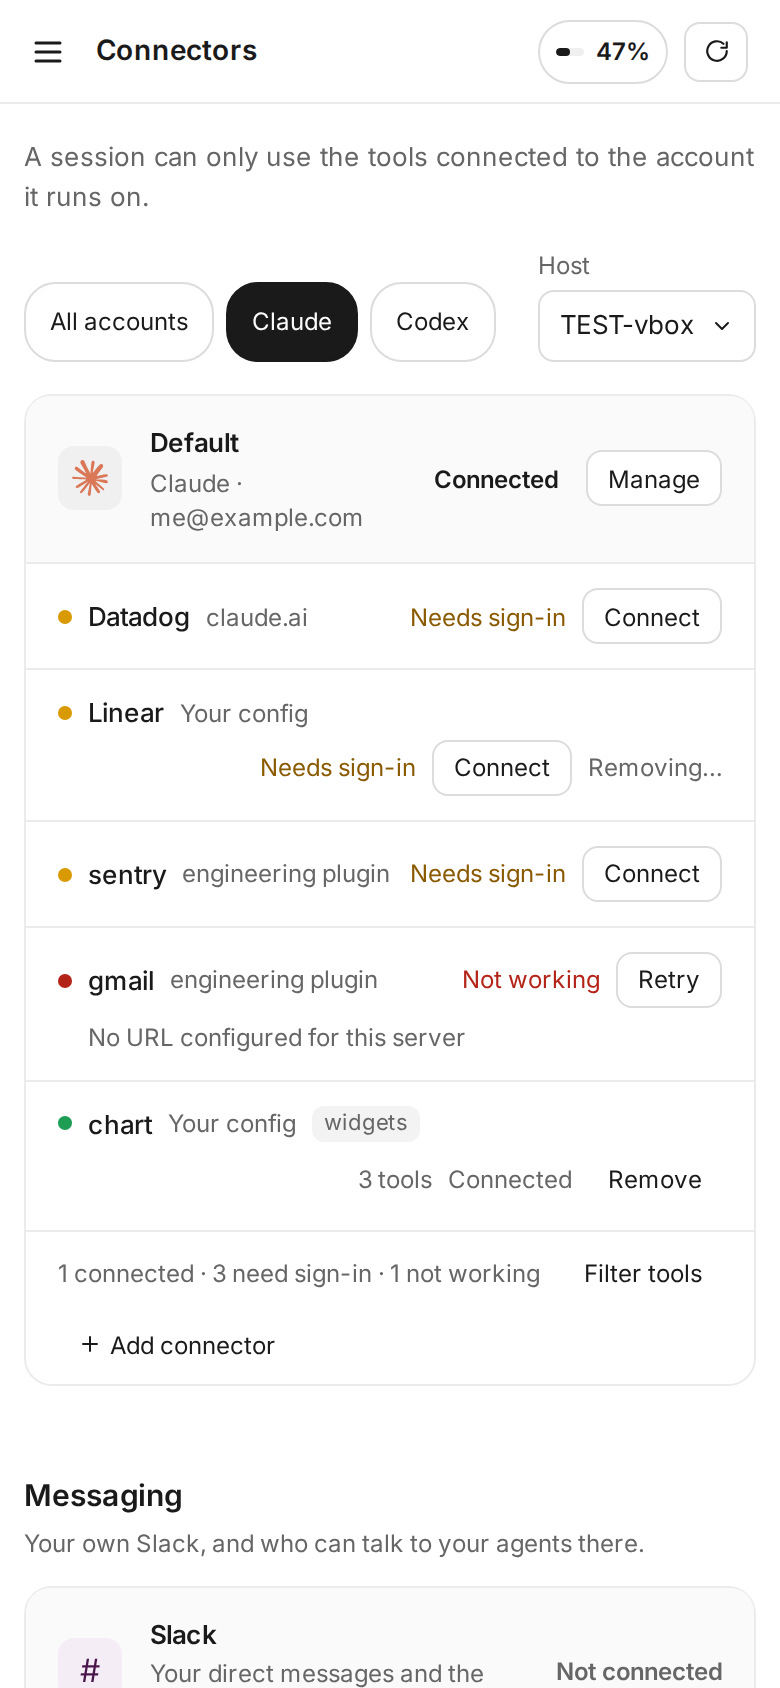 Connectors
47%
A session can only use the tools connected to the account
it runs on.
Host
All accounts
Claude
Codex
TEST-vbox
Default
Claude ·
me@example.com
Connected
Manage
Datadog claude.ai Needs sign-in Connect
Linear Your config
Needs sign-in Connect Removing...
sentry engineering plugin Needs sign-in Connect
gmail engineering plugin Not working Retry
No URL configured for this server
chart Your config widgets
3 tools Connected Remove
1 connected · 3 need sign-in · 1 not working Filter tools
+ Add connector
Messaging
Your own Slack, and who can talk to your agents there.
#
Slack
Your direct messages and the
Not connected